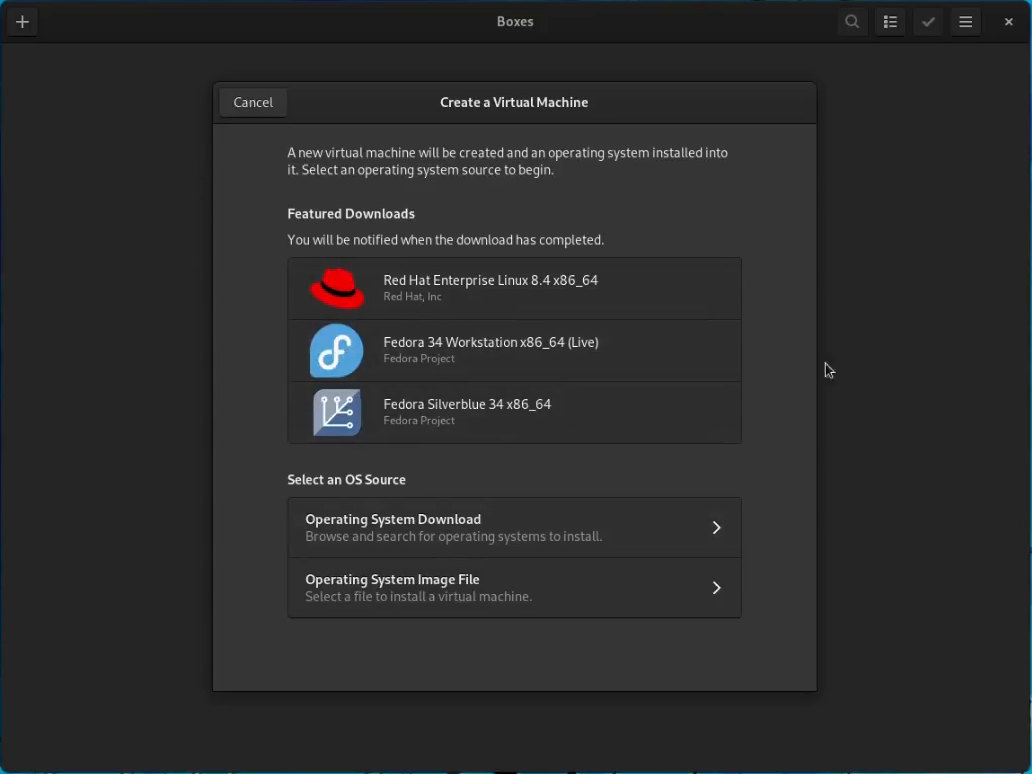 Boxes
Cancel
Create a Virtual Machine
A new virtual machine will be created and an operating system installed into
it. Select an operating system source to begin.
Featured Downloads
You will be notified when the download has completed.
Red Hat Enterprise Linux 8.4 x86_64
Red Hat, Inc
Fedora 34 Workstation x86_64 (Live)
Fedora Project
Fedora Silverblue 34 x86_64
Fedora Project
Select an OS Source
Operating System Download
Browse and search for operating systems to install.
Operating System Image File
Select a file to install a virtual machine.